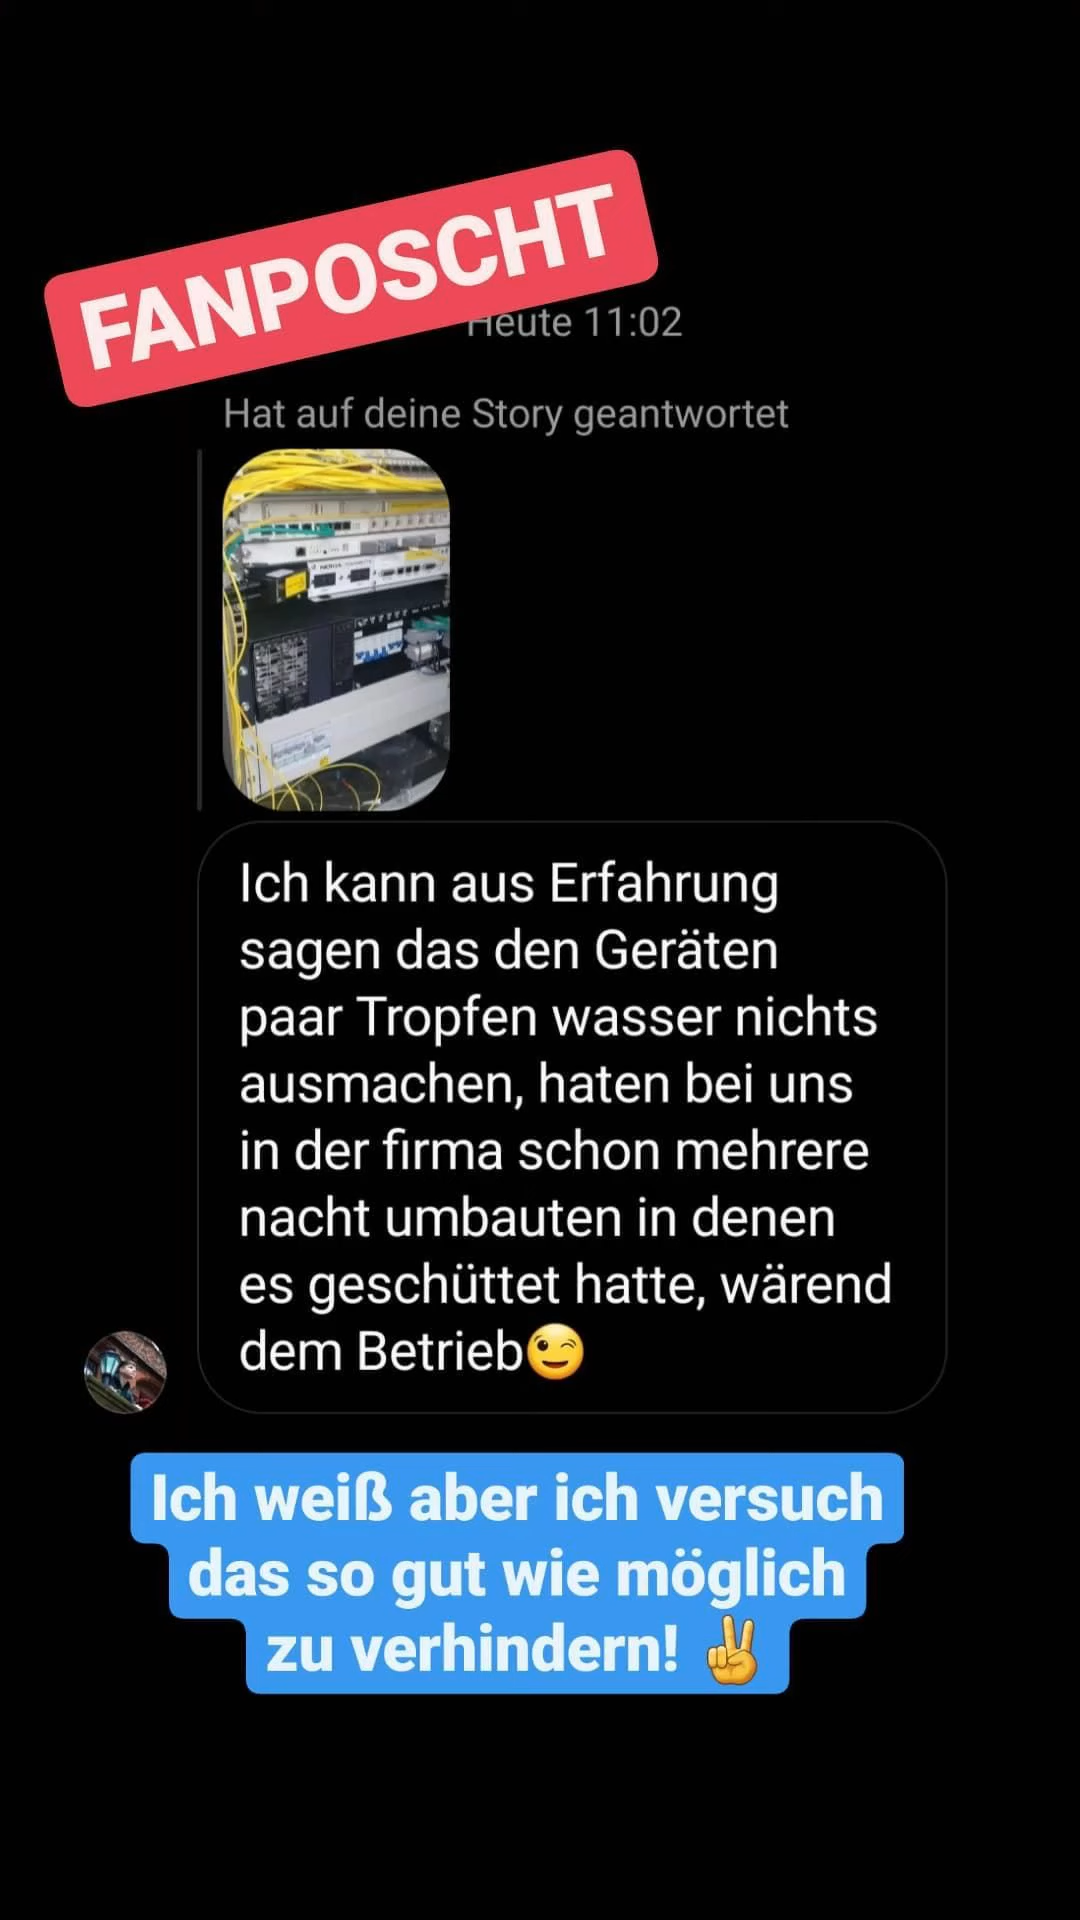 FANPOSCHT
Heute 11:02
Hat auf deine Story geantwortet
NOKIA
Ich kann aus Erfahrung
sagen das den Geräten
paar Tropfen wasser nichts
ausmachen, haten bei uns
in der firma schon mehrere
nacht umbauten in denen
es geschüttet hatte, wärend
dem Betrieb😉
Ich weiß aber ich versuch
das so gut wie möglich
zu verhindern! ✌️